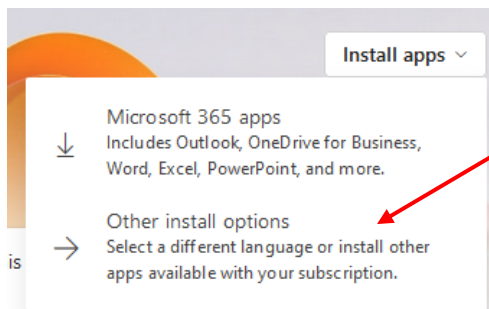 Install apps
Microsoft 365 apps
Includes Outlook, OneDrive for Business,
Word, Excel, PowerPoint, and more.
Other install options
Select a different language or install other
is
apps available with your subscription.